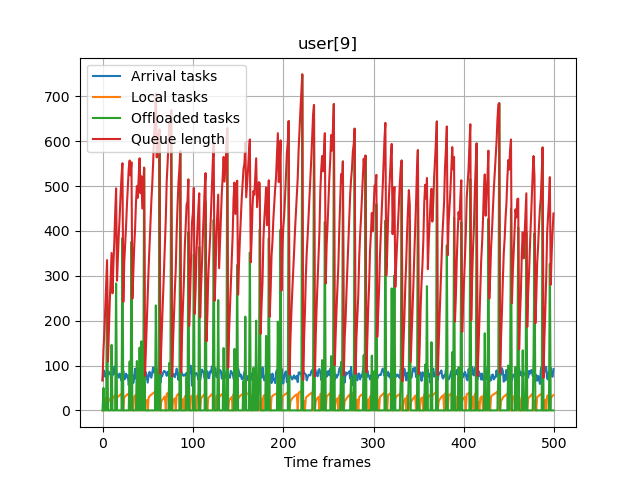 user[9]
Arrival tasks
Local tasks
Offloaded tasks
Queue length
700
600
500
400
300
200
100
0
0 100 200 300 400 500
Time frames